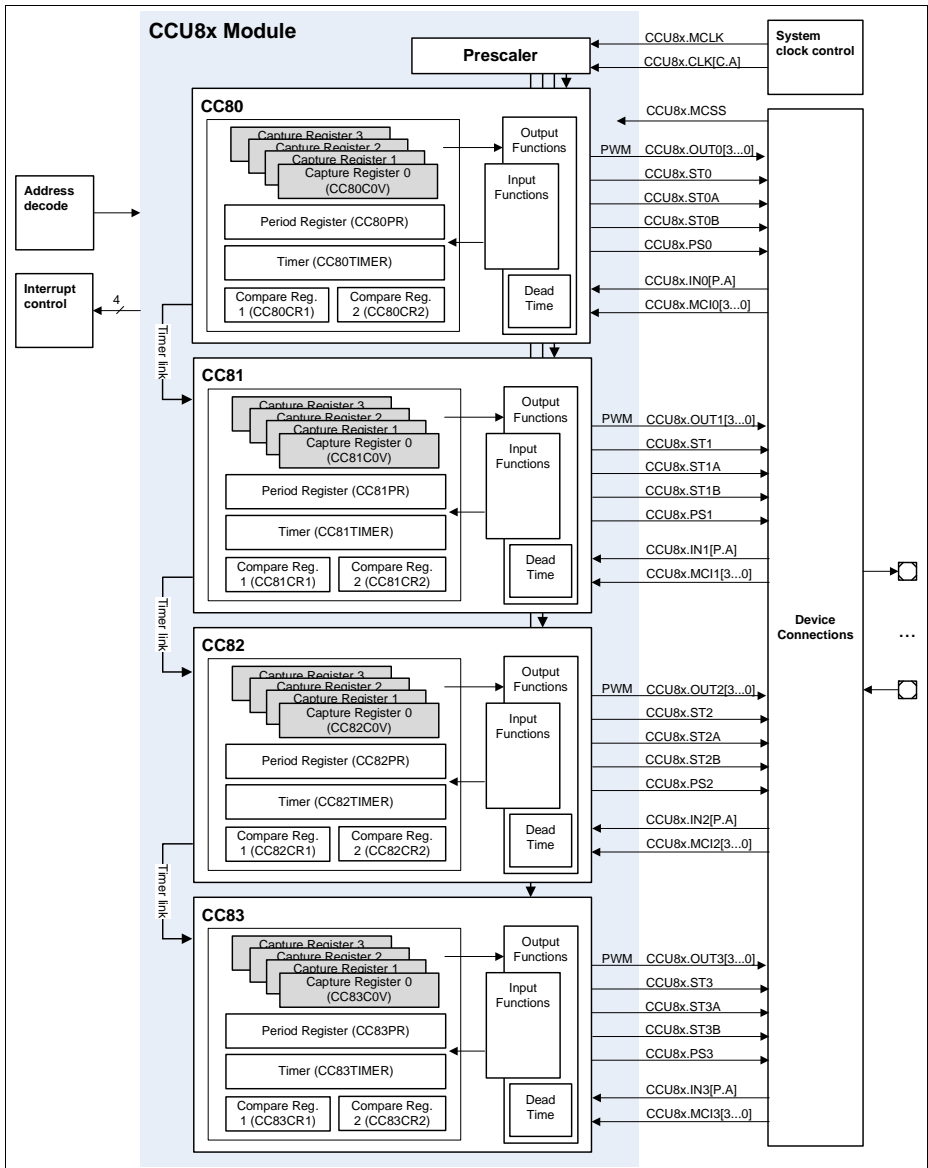 CCU8x Module
Prescaler
CCU8x.MCLK
CCU8x.CLK[C.A]
System
clock control
CCU8x.MCSS
Address
decode
Interrupt
control
4
CC80
Capture Register 3
Capture Register 2
Capture Register 1
Capture Register 0
(CC80C0V)
Period Register (CC80PR)
Timer (CC80TIMER)
Compare Reg.
1 (CC80CR1)
Compare Reg.
2 (CC80CR2)
Output
Functions
Input
Functions
Dead
Time
PWM
CCU8x.OUT0[3...0]
CCU8x.ST0
CCU8x.ST0A
CCU8x.ST0B
CCU8x.PS0
CCU8x.IN0[P.A]
CCU8x.MCI0[3...0]
Timer link
CC81
Capture Register 3
Capture Register 2
Capture Register 1
Capture Register 0
(CC81C0V)
Period Register (CC81PR)
Timer (CC81TIMER)
Compare Reg.
1 (CC81CR1)
Compare Reg.
2 (CC81CR2)
Output
Functions
Input
Functions
Dead
Time
PWM
CCU8x.OUT1[3...0]
CCU8x.ST1
CCU8x.ST1A
CCU8x.ST1B
CCU8x.PS1
CCU8x.IN1[P.A]
CCU8x.MCI1[3...0]
Timer link
Device
Connections
...
CC82
Capture Register 3
Capture Register 2
Capture Register 1
Capture Register 0
(CC82C0V)
Period Register (CC82PR)
Timer (CC82TIMER)
Compare Reg.
1 (CC82CR1)
Compare Reg.
2 (CC82CR2)
Output
Functions
Input
Functions
Dead
Time
PWM
CCU8x.OUT2[3...0]
CCU8x.ST2
CCU8x.ST2A
CCU8x.ST2B
CCU8x.PS2
CCU8x.IN2[P.A]
CCU8x.MCI2[3...0]
Timer link
CC83
Capture Register 3
Capture Register 2
Capture Register 1
Capture Register 0
(CC83C0V)
Period Register (CC83PR)
Timer (CC83TIMER)
Compare Reg.
1 (CC83CR1)
Compare Reg.
2 (CC83CR2)
Output
Functions
Input
Functions
Dead
Time
PWM
CCU8x.OUT3[3...0]
CCU8x.ST3
CCU8x.ST3A
CCU8x.ST3B
CCU8x.PS3
CCU8x.IN3[P.A]
CCU8x.MCI3[3...0]